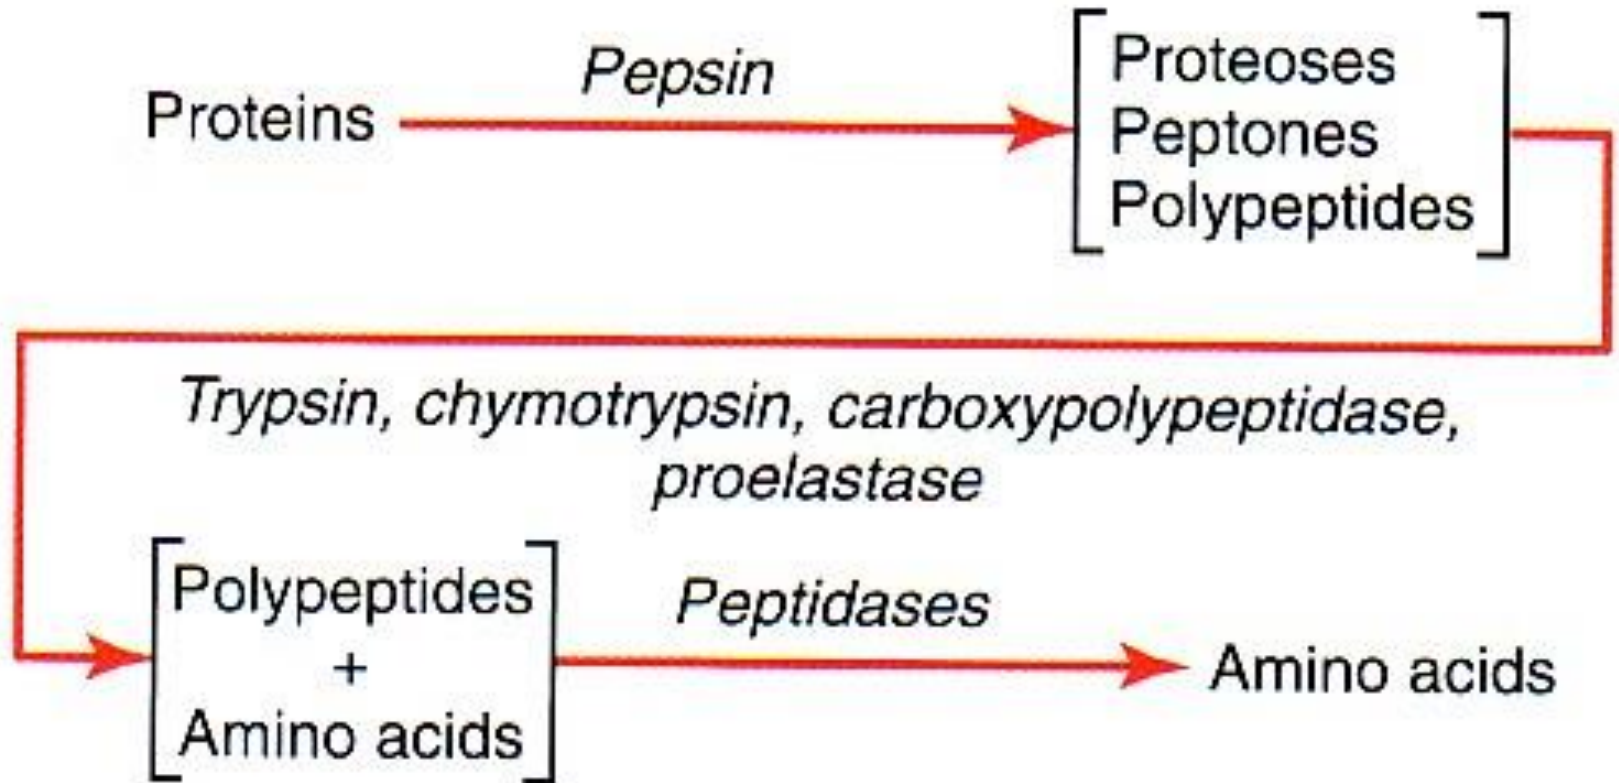 Pepsin
Proteins
Proteoses
Peptones
Polypeptides
Trypsin, chymotrypsin, carboxypolypeptidase,
proelastase
Polypeptides
+
Amino acids
Peptidases
Amino acids